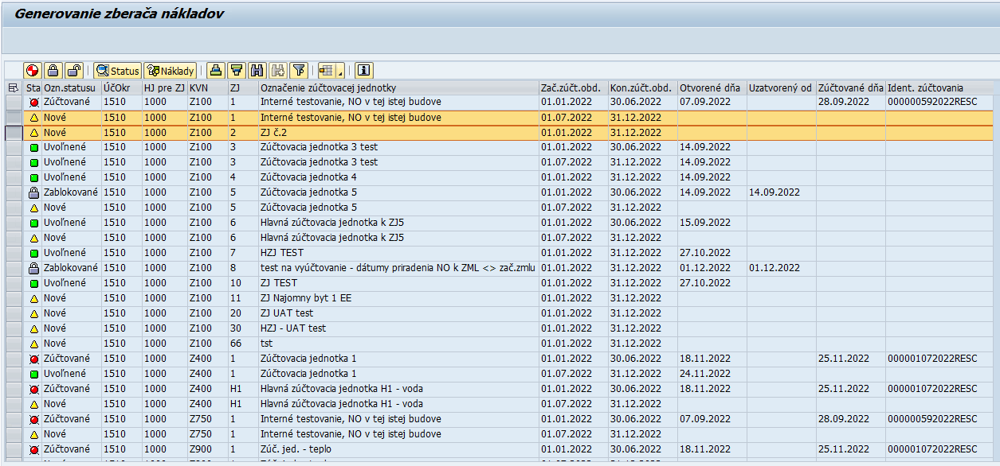 Generovanie zberača nákladov
Status Náklady
Sta Ozn.statusu ÚčOkr HJ pre ZJ KVN ZJ Označenie zúčtovacej jednotky Zač.zúčt.obd. Kon.zúčt.obd. Otvorené dňa Uzatvorený od Zúčtované dňa Ident. zúčtovania
Zúčtované 1510 1000 Z100 1 Interné testovanie, NO v tej istej budove 01.01.2022 30.06.2022 07.09.2022 28.09.2022 000000592022RESC
Nové 1510 1000 Z100 1 Interné testovanie, NO v tej istej budove 01.07.2022 31.12.2022
Nové 1510 1000 Z100 2 ZJ č.2 01.01.2022 31.12.2022
Uvoľnené 1510 1000 Z100 3 Zúčtovacia jednotka 3 test 01.01.2022 30.06.2022 14.09.2022
Uvoľnené 1510 1000 Z100 3 Zúčtovacia jednotka 3 test 01.07.2022 31.12.2022 14.09.2022
Uvoľnené 1510 1000 Z100 4 Zúčtovacia jednotka 4 01.01.2022 31.12.2022 14.09.2022
Zablokované 1510 1000 Z100 5 Zúčtovacia jednotka 5 01.01.2022 30.06.2022 14.09.2022 14.09.2022
Nové 1510 1000 Z100 5 Zúčtovacia jednotka 5 01.07.2022 31.12.2022
Uvoľnené 1510 1000 Z100 6 Hlavná zúčtovacia jednotka k ZJ5 01.01.2022 30.06.2022 15.09.2022
Nové 1510 1000 Z100 6 Hlavná zúčtovacia jednotka k ZJ5 01.07.2022 31.12.2022
Uvoľnené 1510 1000 Z100 7 HZJ TEST 01.01.2022 31.12.2022 27.10.2022
Zablokované 1510 1000 Z100 8 test na vyúčtovanie - dátumy priradenia NO k ZML <> zač.zmlu 01.01.2022 31.12.2022 01.12.2022 01.12.2022
Uvoľnené 1510 1000 Z100 10 ZJ TEST 01.01.2022 31.12.2022 27.10.2022
Nové 1510 1000 Z100 11 ZJ Najomny byt 1 EE 01.01.2022 31.12.2022
Nové 1510 1000 Z100 20 ZJ UAT test 01.01.2022 31.12.2022
Nové 1510 1000 Z100 30 HZJ - UAT test 01.01.2022 31.12.2022
Nové 1510 1000 Z100 66 tst 01.01.2022 31.12.2022
Zúčtované 1510 1000 Z400 1 Zúčtovacia jednotka 1 01.01.2022 30.06.2022 18.11.2022 25.11.2022 000001072022RESC
Uvoľnené 1510 1000 Z400 1 Zúčtovacia jednotka 1 01.07.2022 31.12.2022 24.11.2022
Zúčtované 1510 1000 Z400 H1 Hlavná zúčtovacia jednotka H1 - voda 01.01.2022 30.06.2022 18.11.2022 25.11.2022 000001072022RESC
Nové 1510 1000 Z400 H1 Hlavná zúčtovacia jednotka H1 - voda 01.07.2022 31.12.2022
Zúčtované 1510 1000 Z750 1 Interné testovanie, NO v tej istej budove 01.01.2022 30.06.2022 07.09.2022 28.09.2022 000000592022RESC
Nové 1510 1000 Z750 1 Interné testovanie, NO v tej istej budove 01.07.2022 31.12.2022
Zúčtované 1510 1000 Z900 1 Zúč. jed. - teplo 01.01.2022 30.06.2022 18.11.2022 25.11.2022 000001072022RESC